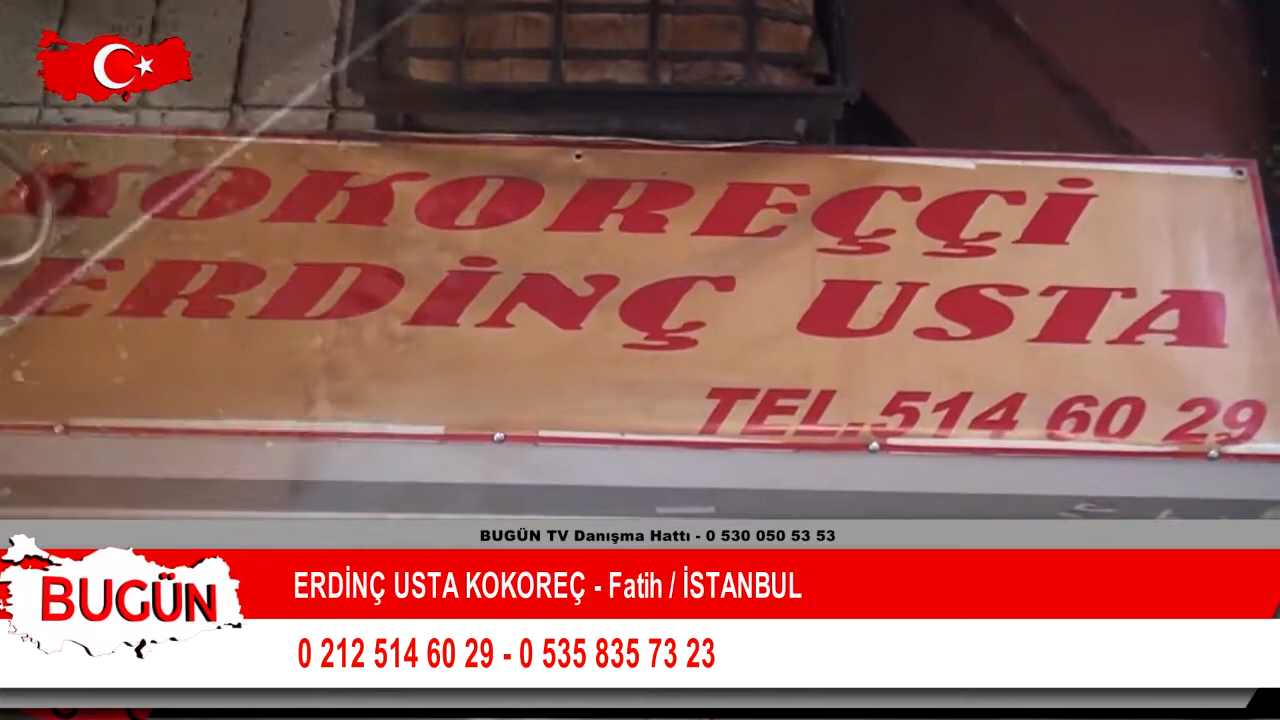 KOKOREÇÇİ
ERDİNÇ USTA
TEL.514 60 29
BUGÜN TV Danışma Hattı - 0 530 050 53 53
BUGÜN
ERDİNÇ USTA KOKOREÇ - Fatih / İSTANBUL
0 212 514 60 29 - 0 535 835 73 23